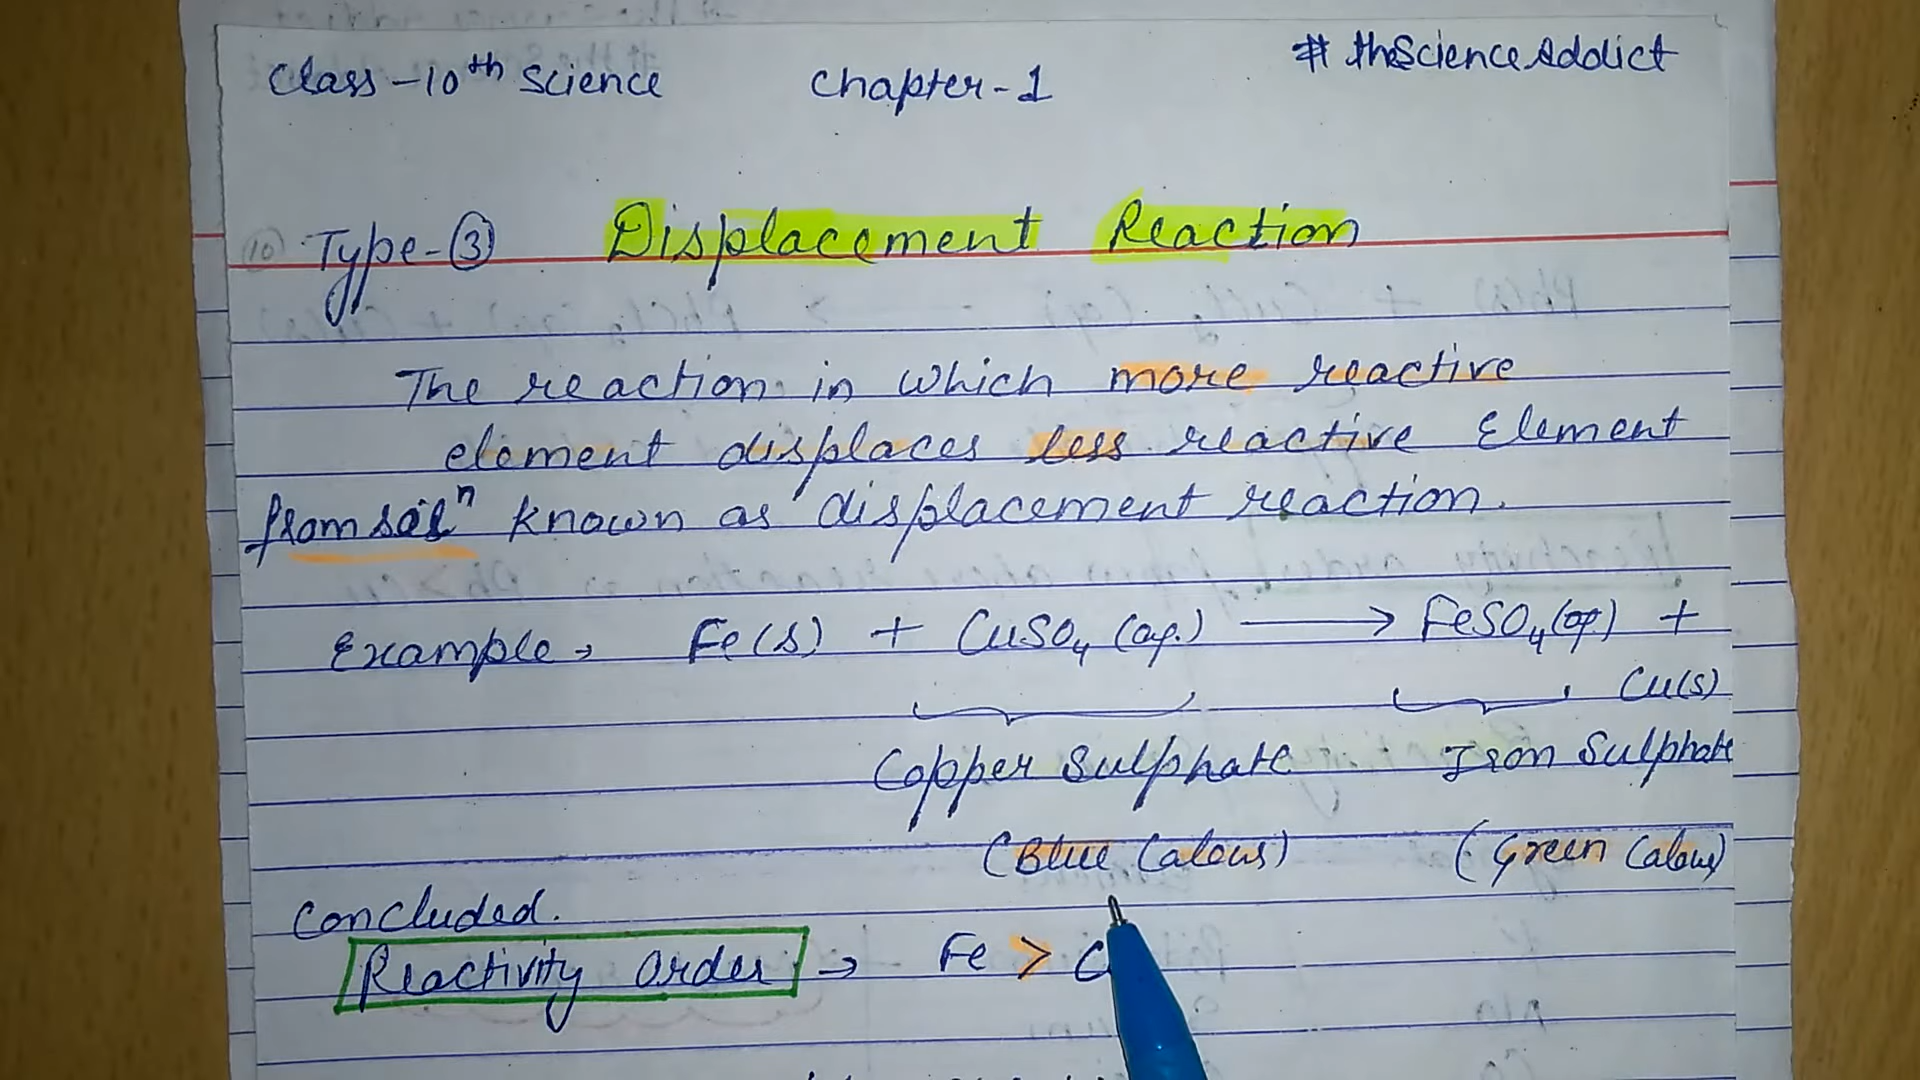 Class-10th Science Chapter-1 #theScienceAddict
Type-③ Displacement Reaction
The reaction in which more reactive
element displaces less reactive Element
from solⁿ known as displacement reaction.
Example→ Fe(s) + CuSO₄(aq.) ⟶ FeSO₄(aq.) +
Cu(s)
Copper Sulphate Iron Sulphate
(Blue Colour) (Green Colour)
Concluded.
Reactivity Order → Fe > C